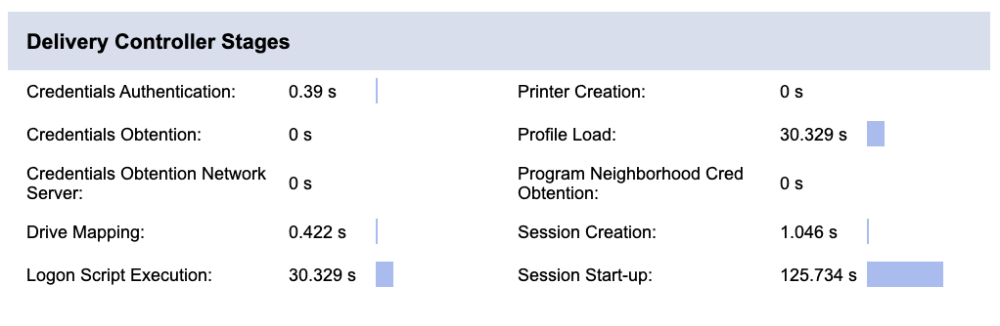 Delivery Controller Stages
Credentials Authentication: 0.39 s Printer Creation: 0 s
Credentials Obtention: 0 s Profile Load: 30.329 s
Credentials Obtention Network Program Neighborhood Cred
Server: 0 s Obtention: 0 s
Drive Mapping: 0.422 s Session Creation: 1.046 s
Logon Script Execution: 30.329 s Session Start-up: 125.734 s